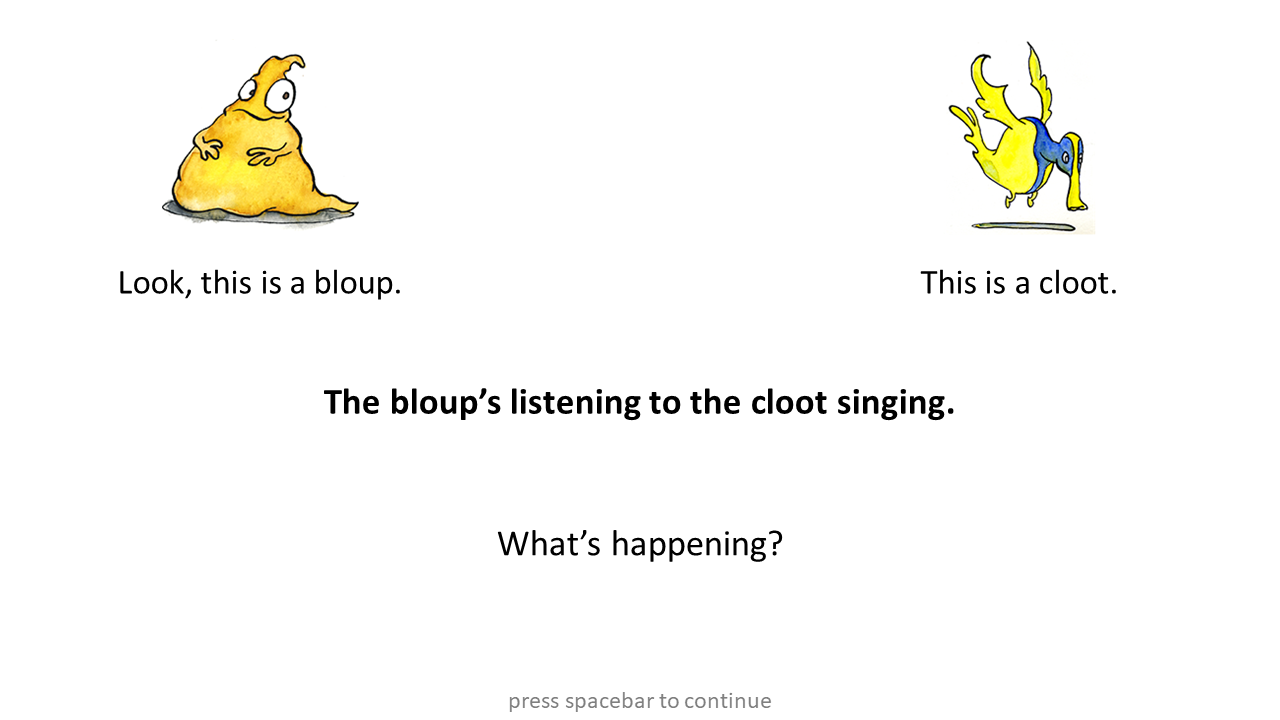 Look, this is a bloup.
This is a cloot.
The bloup’s listening to the cloot singing.
What’s happening?
press spacebar to continue